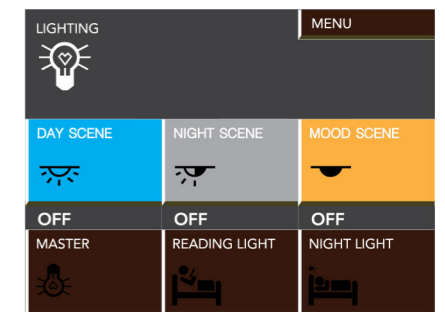 LIGHTING
MENU
DAY SCENE
NIGHT SCENE
MOOD SCENE
OFF
OFF
OFF
MASTER
READING LIGHT
NIGHT LIGHT